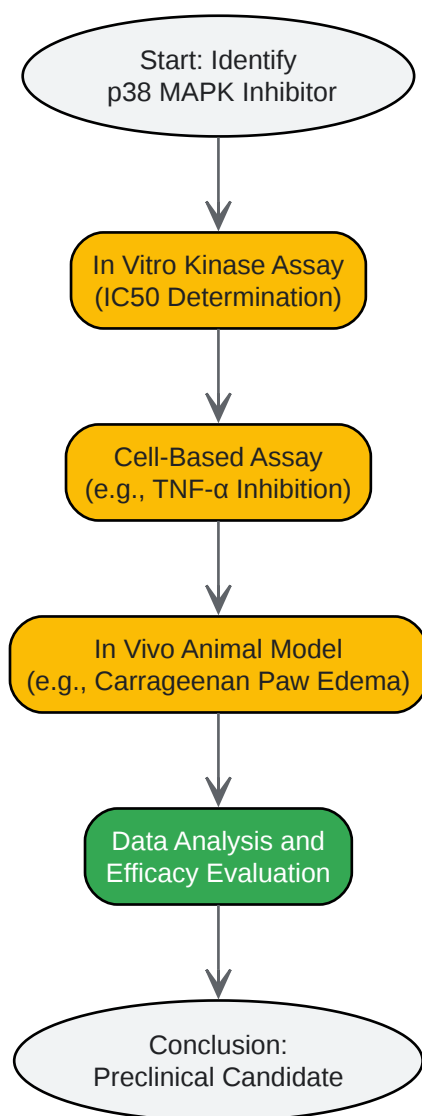 Start: Identify
p38 MAPK Inhibitor
In Vitro Kinase Assay
(IC50 Determination)
Cell-Based Assay
(e.g., TNF-α Inhibition)
In Vivo Animal Model
(e.g., Carrageenan Paw Edema)
Data Analysis and
Efficacy Evaluation
Conclusion:
Preclinical Candidate